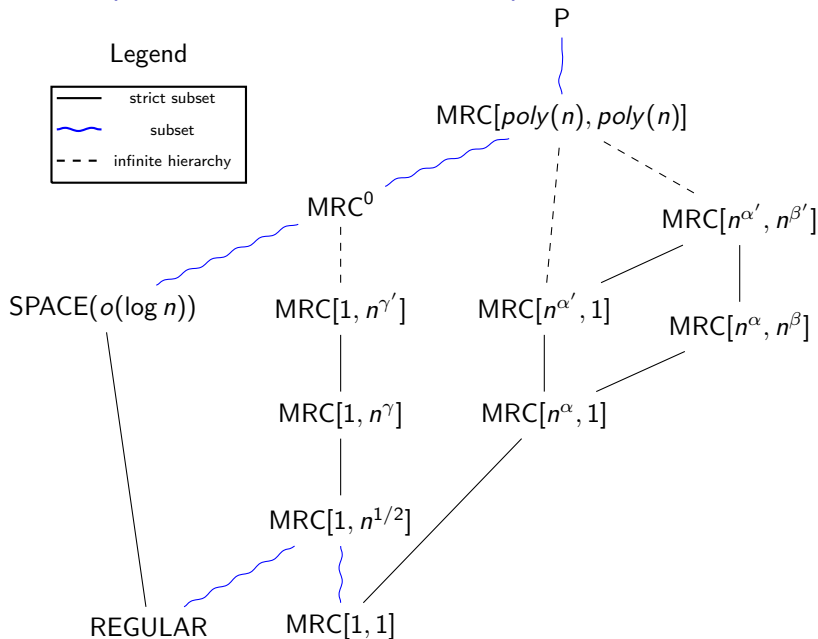 P
Legend
strict subset
subset
infinite hierarchy
MRC[poly(n), poly(n)]
MRC⁰
MRC[n^{α′}, n^{β′}]
SPACE(o(log n))
MRC[1, n^{γ′}]
MRC[n^{α′}, 1]
MRC[n^α, n^β]
MRC[1, n^γ]
MRC[n^α, 1]
MRC[1, n^{1/2}]
REGULAR
MRC[1, 1]